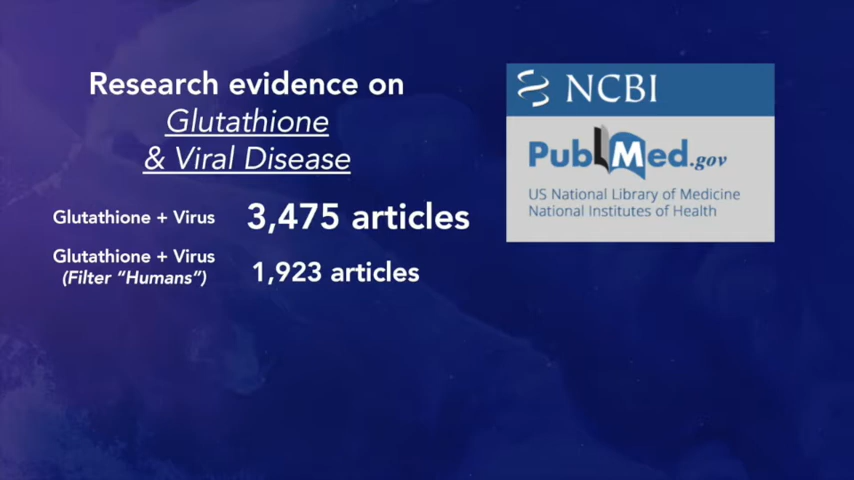 Research evidence on
Glutathione
& Viral Disease
Glutathione + Virus 3,475 articles
Glutathione + Virus
(Filter “Humans”) 1,923 articles
NCBI
PubMed.gov
US National Library of Medicine
National Institutes of Health